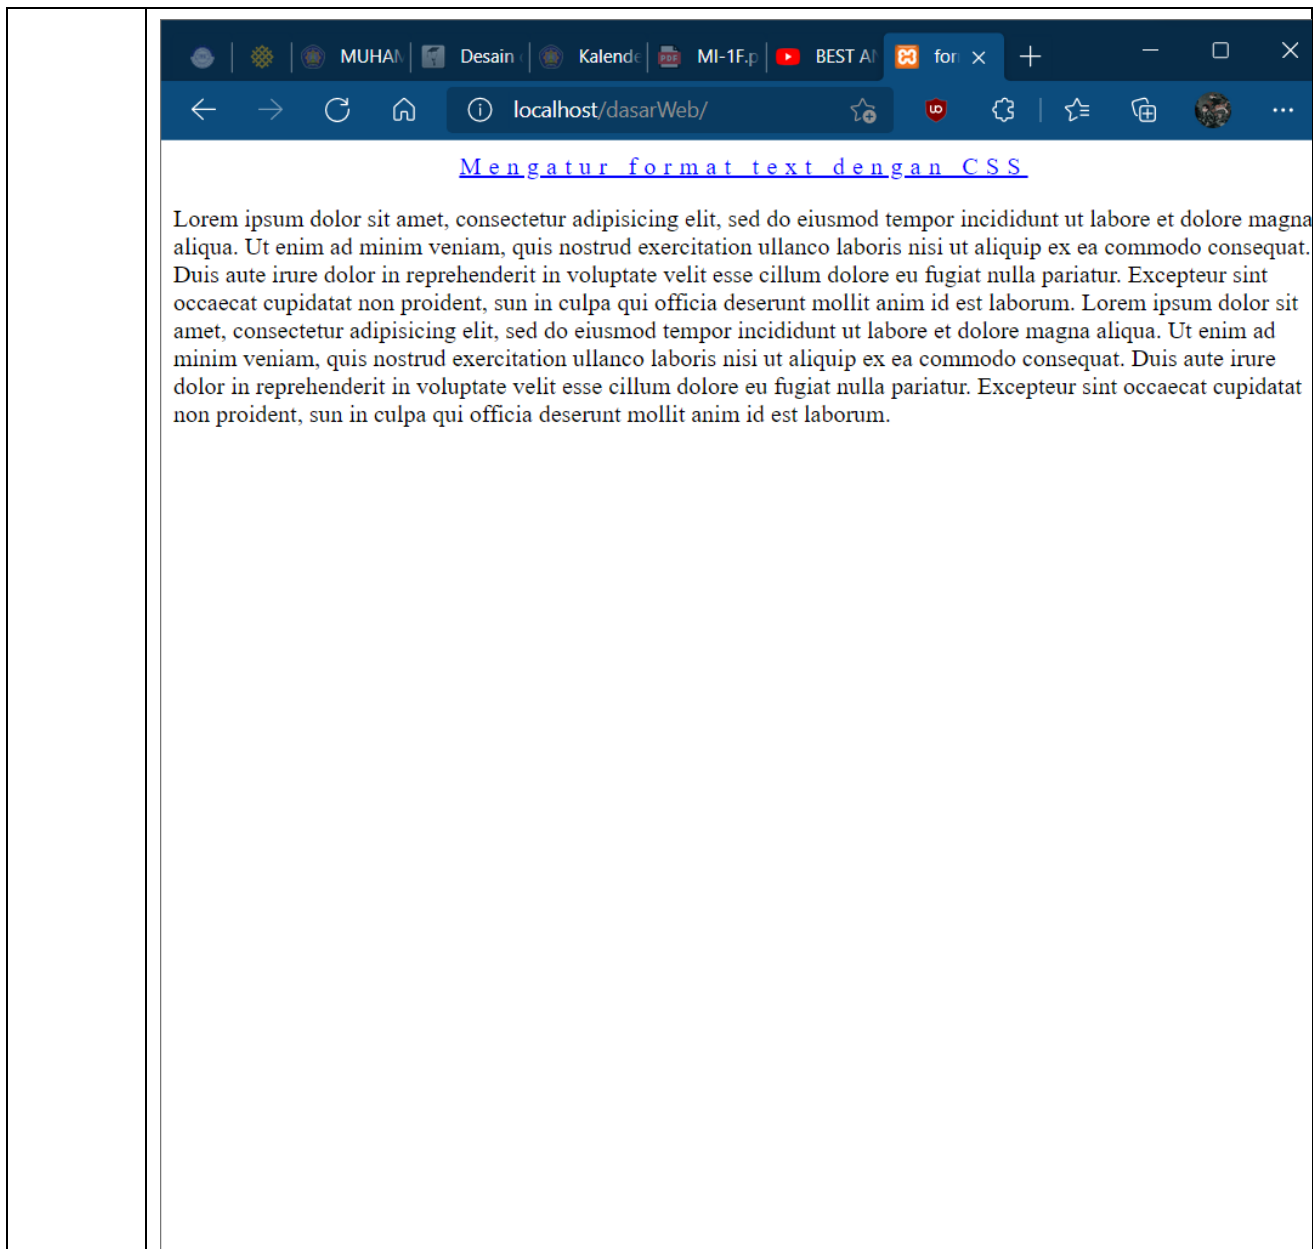 MUHAM
Desain
Kalende
PDF
MI-1F.p
BEST AN
for
localhost/dasarWeb/
Mengatur format text dengan CSS
Lorem ipsum dolor sit amet, consectetur adipisicing elit, sed do eiusmod tempor incididunt ut labore et dolore magna
aliqua. Ut enim ad minim veniam, quis nostrud exercitation ullanco laboris nisi ut aliquip ex ea commodo consequat.
Duis aute irure dolor in reprehenderit in voluptate velit esse cillum dolore eu fugiat nulla pariatur. Excepteur sint
occaecat cupidatat non proident, sun in culpa qui officia deserunt mollit anim id est laborum. Lorem ipsum dolor sit
amet, consectetur adipisicing elit, sed do eiusmod tempor incididunt ut labore et dolore magna aliqua. Ut enim ad
minim veniam, quis nostrud exercitation ullanco laboris nisi ut aliquip ex ea commodo consequat. Duis aute irure
dolor in reprehenderit in voluptate velit esse cillum dolore eu fugiat nulla pariatur. Excepteur sint occaecat cupidatat
non proident, sun in culpa qui officia deserunt mollit anim id est laborum.